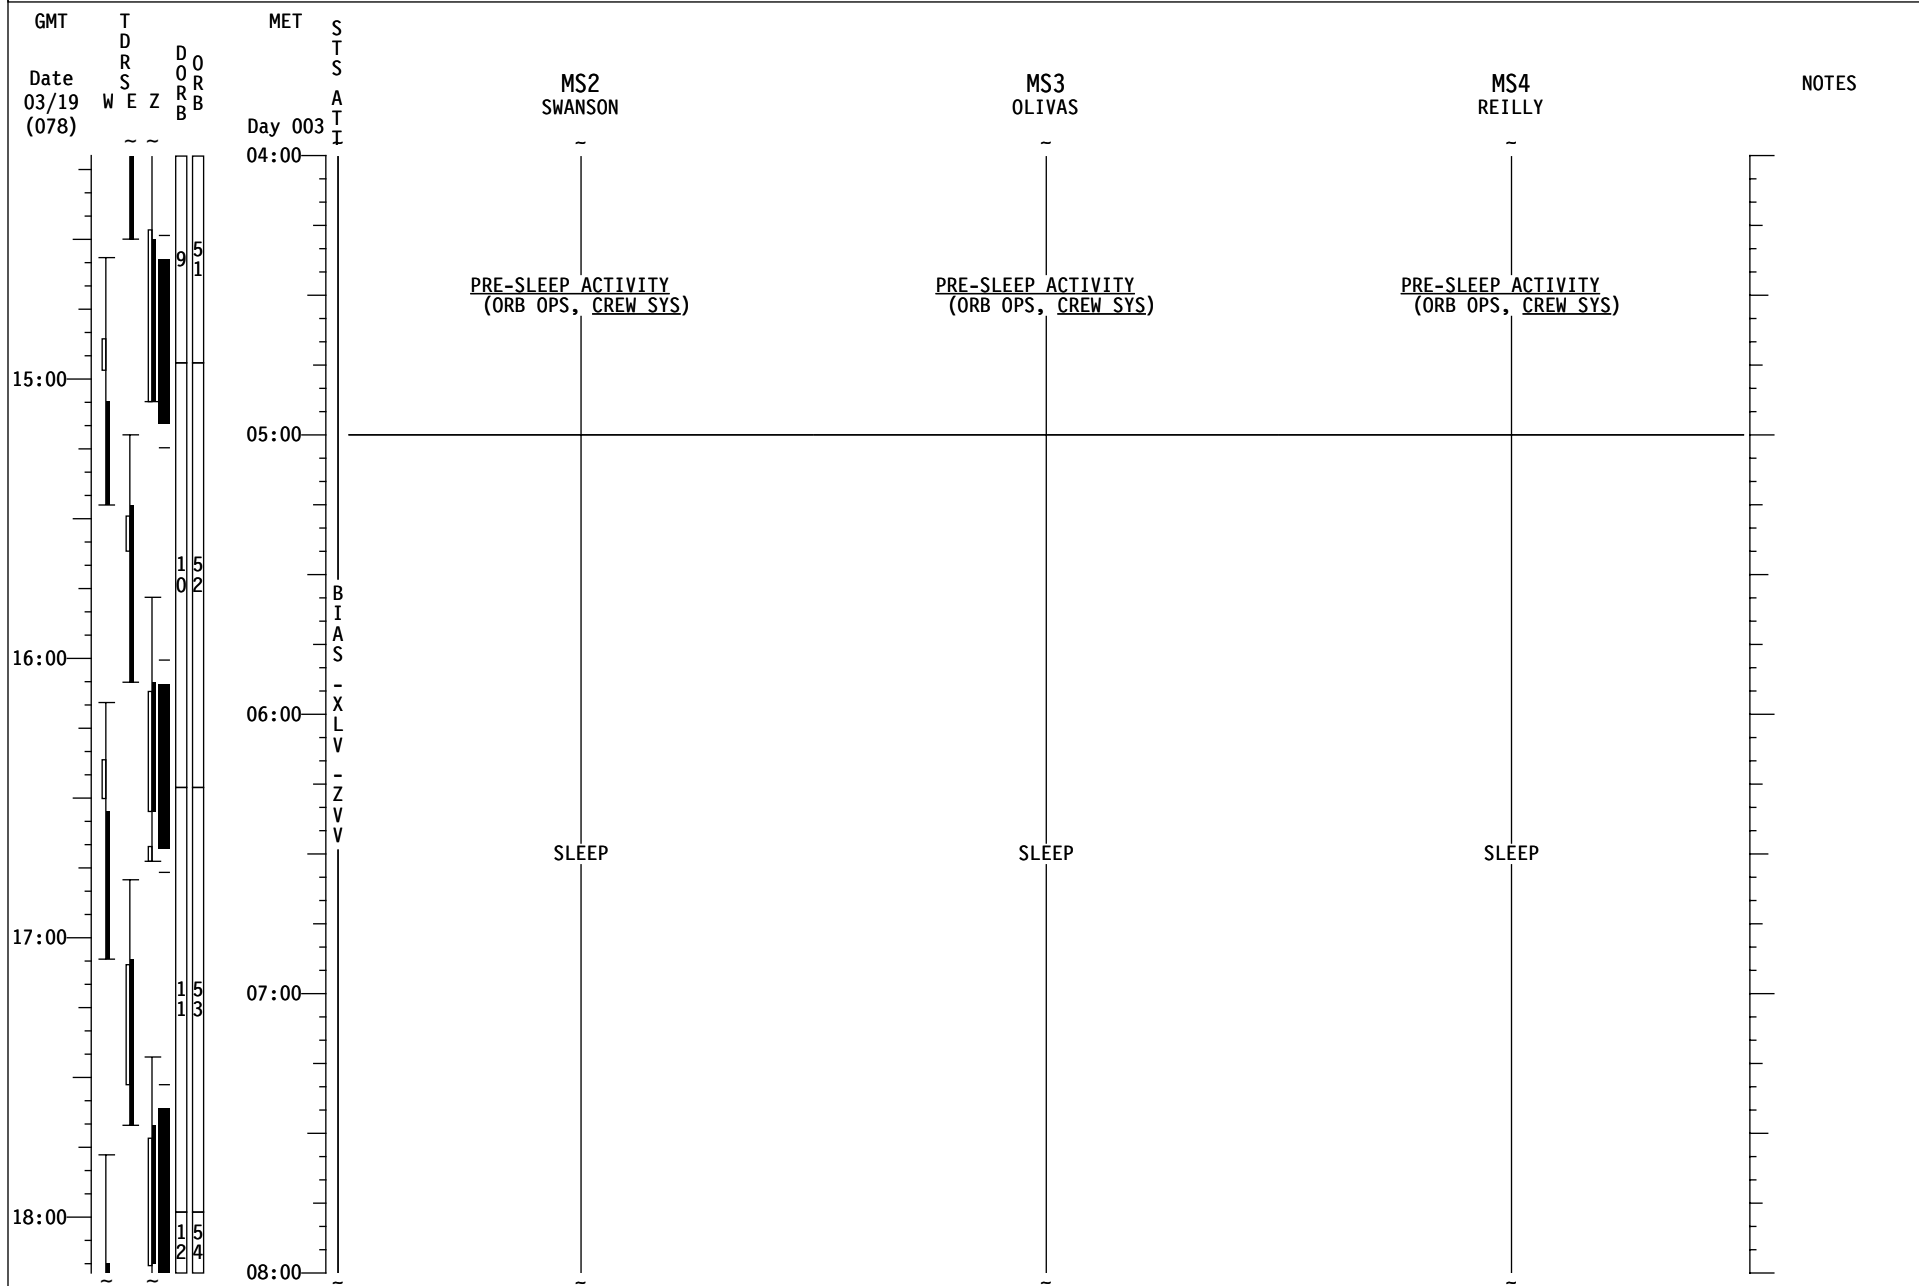 GMT
TDRS
MET
STS ATT
DORB
ORB
Date
03/19
(078)
W E Z
Day 003
MS2
SWANSON
MS3
OLIVAS
MS4
REILLY
NOTES
~ ~ ~ ~ ~
04:00
9
51
PRE-SLEEP ACTIVITY
(ORB OPS, CREW SYS)
PRE-SLEEP ACTIVITY
(ORB OPS, CREW SYS)
PRE-SLEEP ACTIVITY
(ORB OPS, CREW SYS)
15:00
05:00
10
52
BIAS -XLV -ZVV
16:00
06:00
SLEEP
SLEEP
SLEEP
17:00
11
53
07:00
18:00
12
54
08:00
~ ~ ~ ~ ~ ~